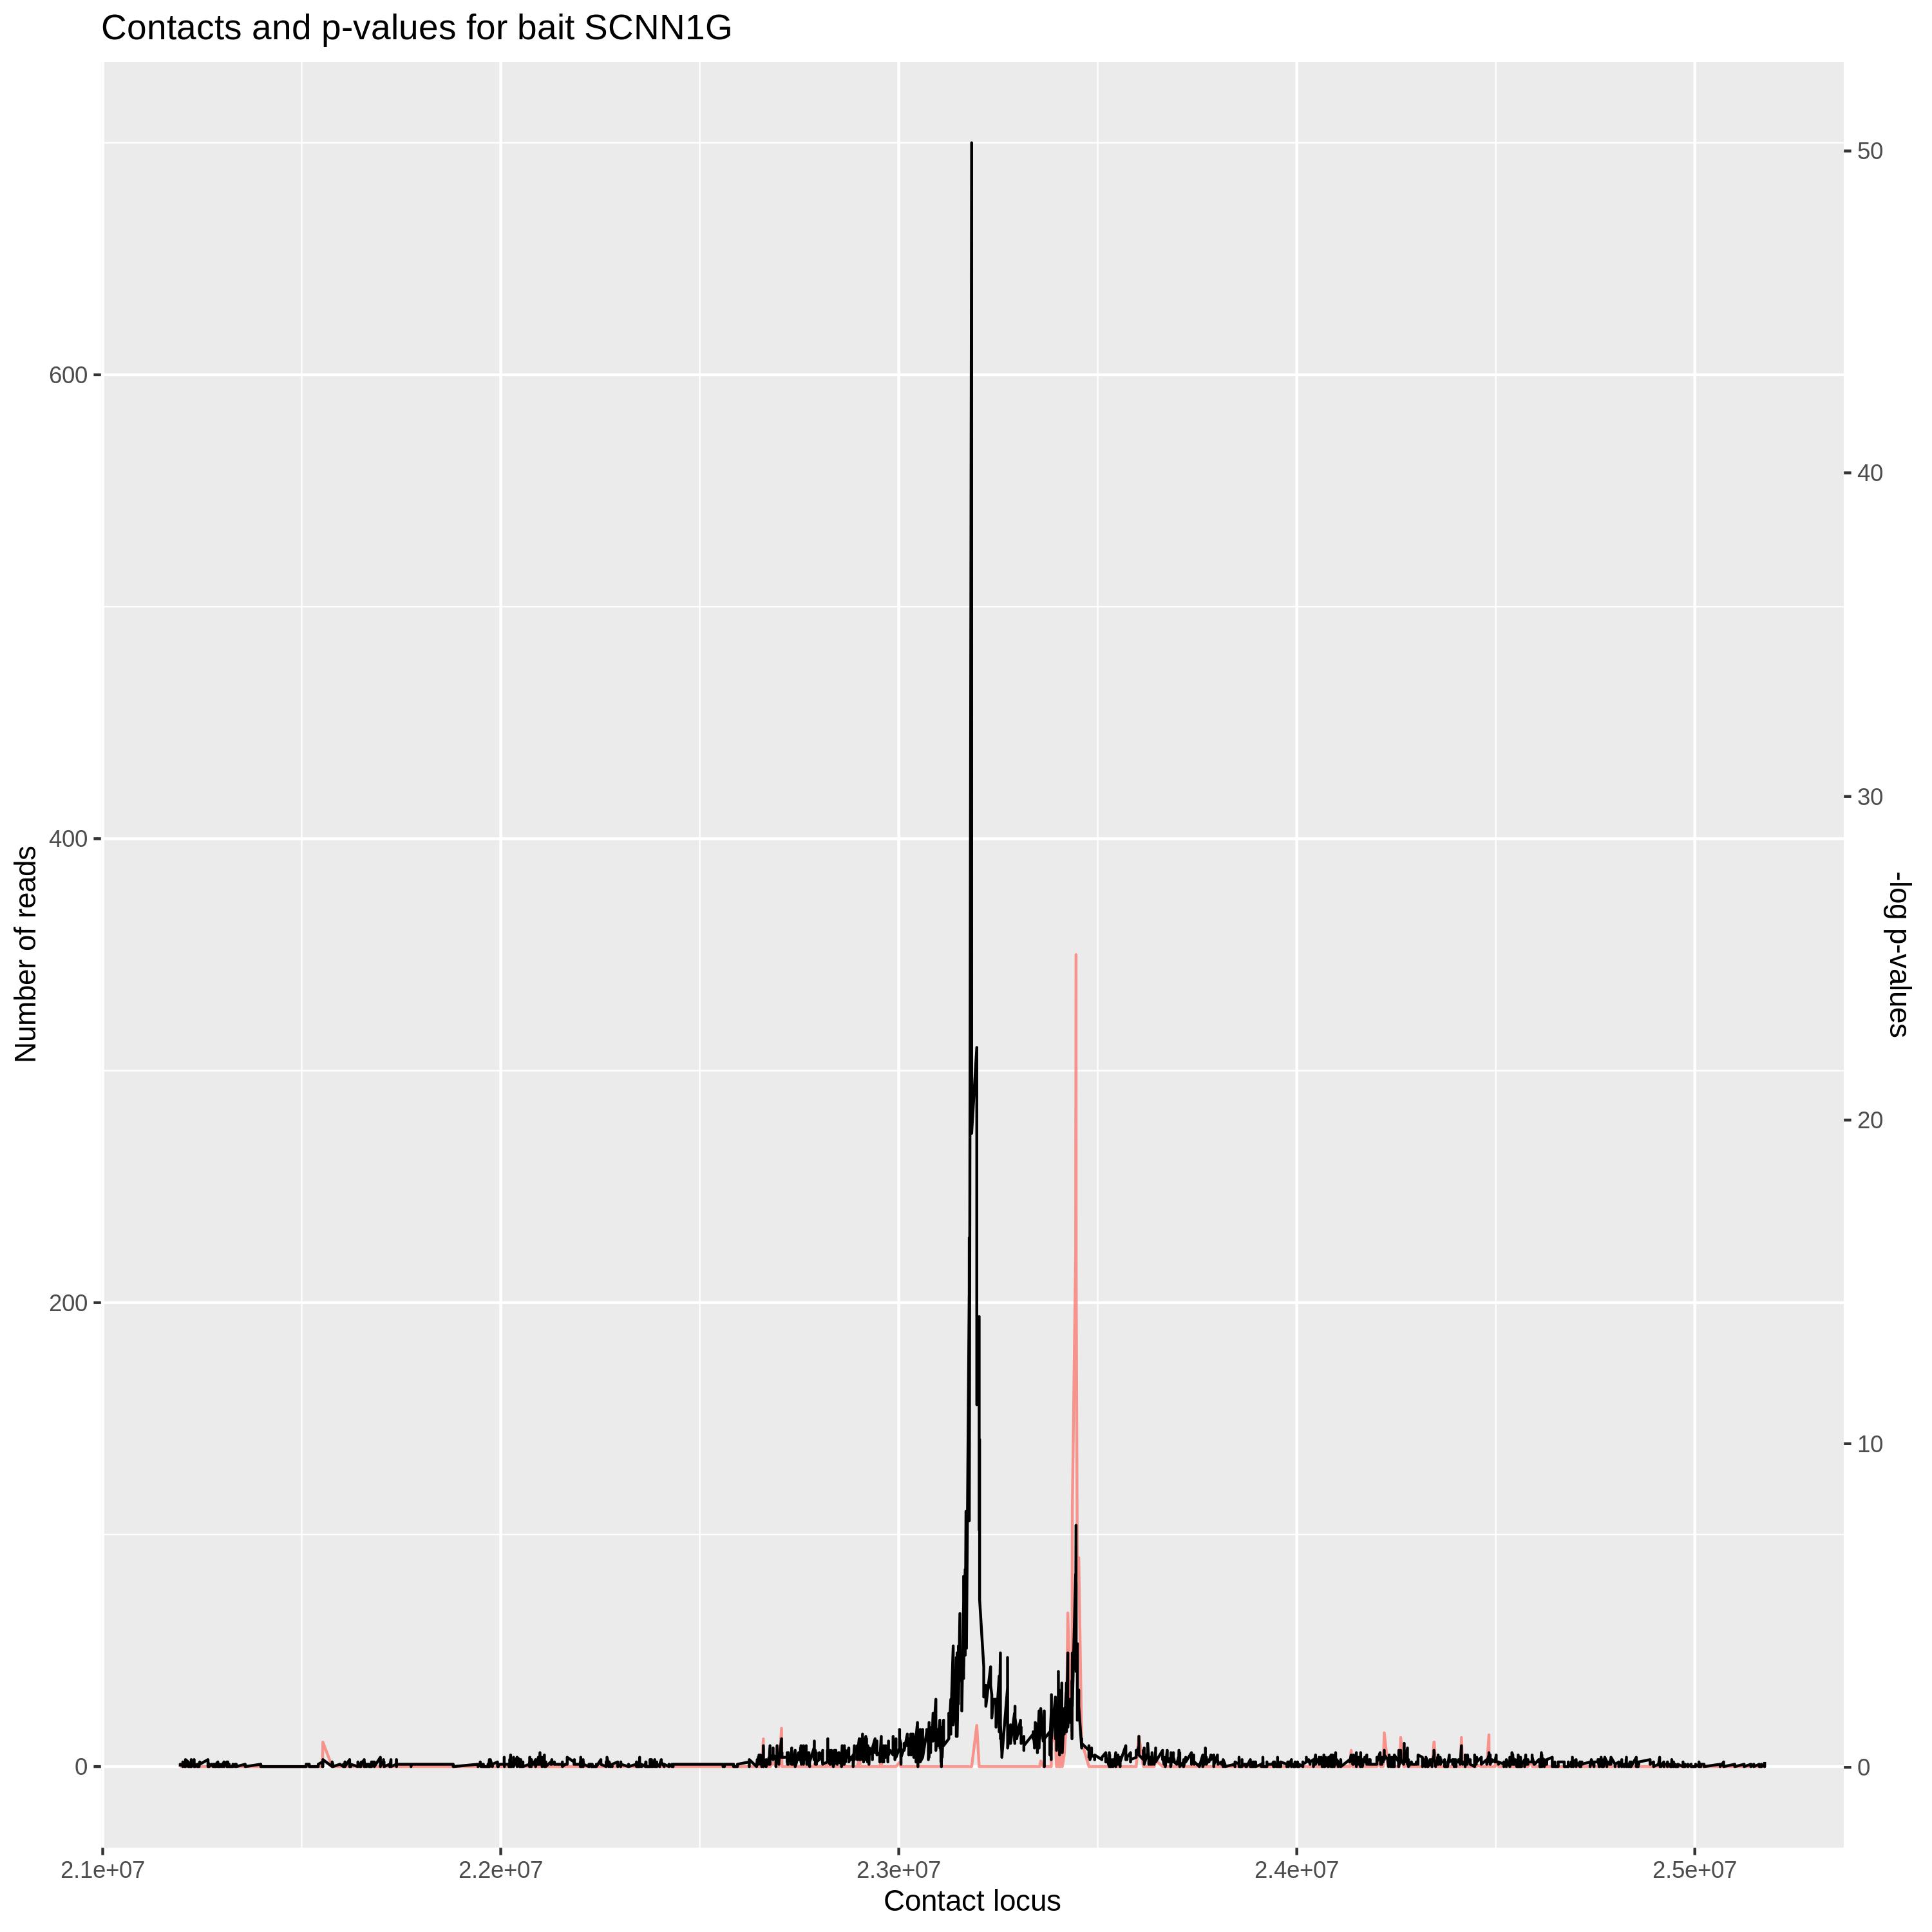 Contacts and p-values for bait SCNN1G
Number of reads
600
400
200
0
50
40
30
20
10
0
-log p-values
2.1e+07
2.2e+07
2.3e+07
2.4e+07
2.5e+07
Contact locus